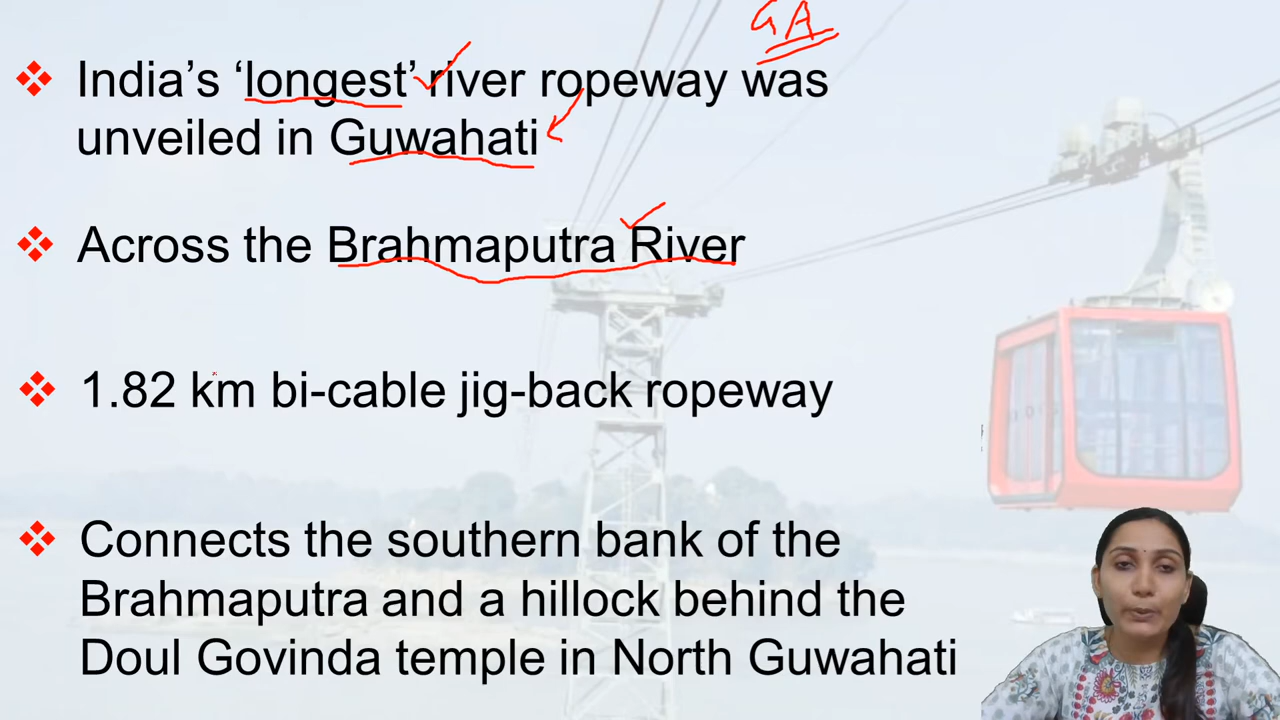 GA
❖ India’s ‘longest’ river ropeway was
unveiled in Guwahati
❖ Across the Brahmaputra River
❖ 1.82 km bi-cable jig-back ropeway
❖ Connects the southern bank of the
Brahmaputra and a hillock behind the
Doul Govinda temple in North Guwahati